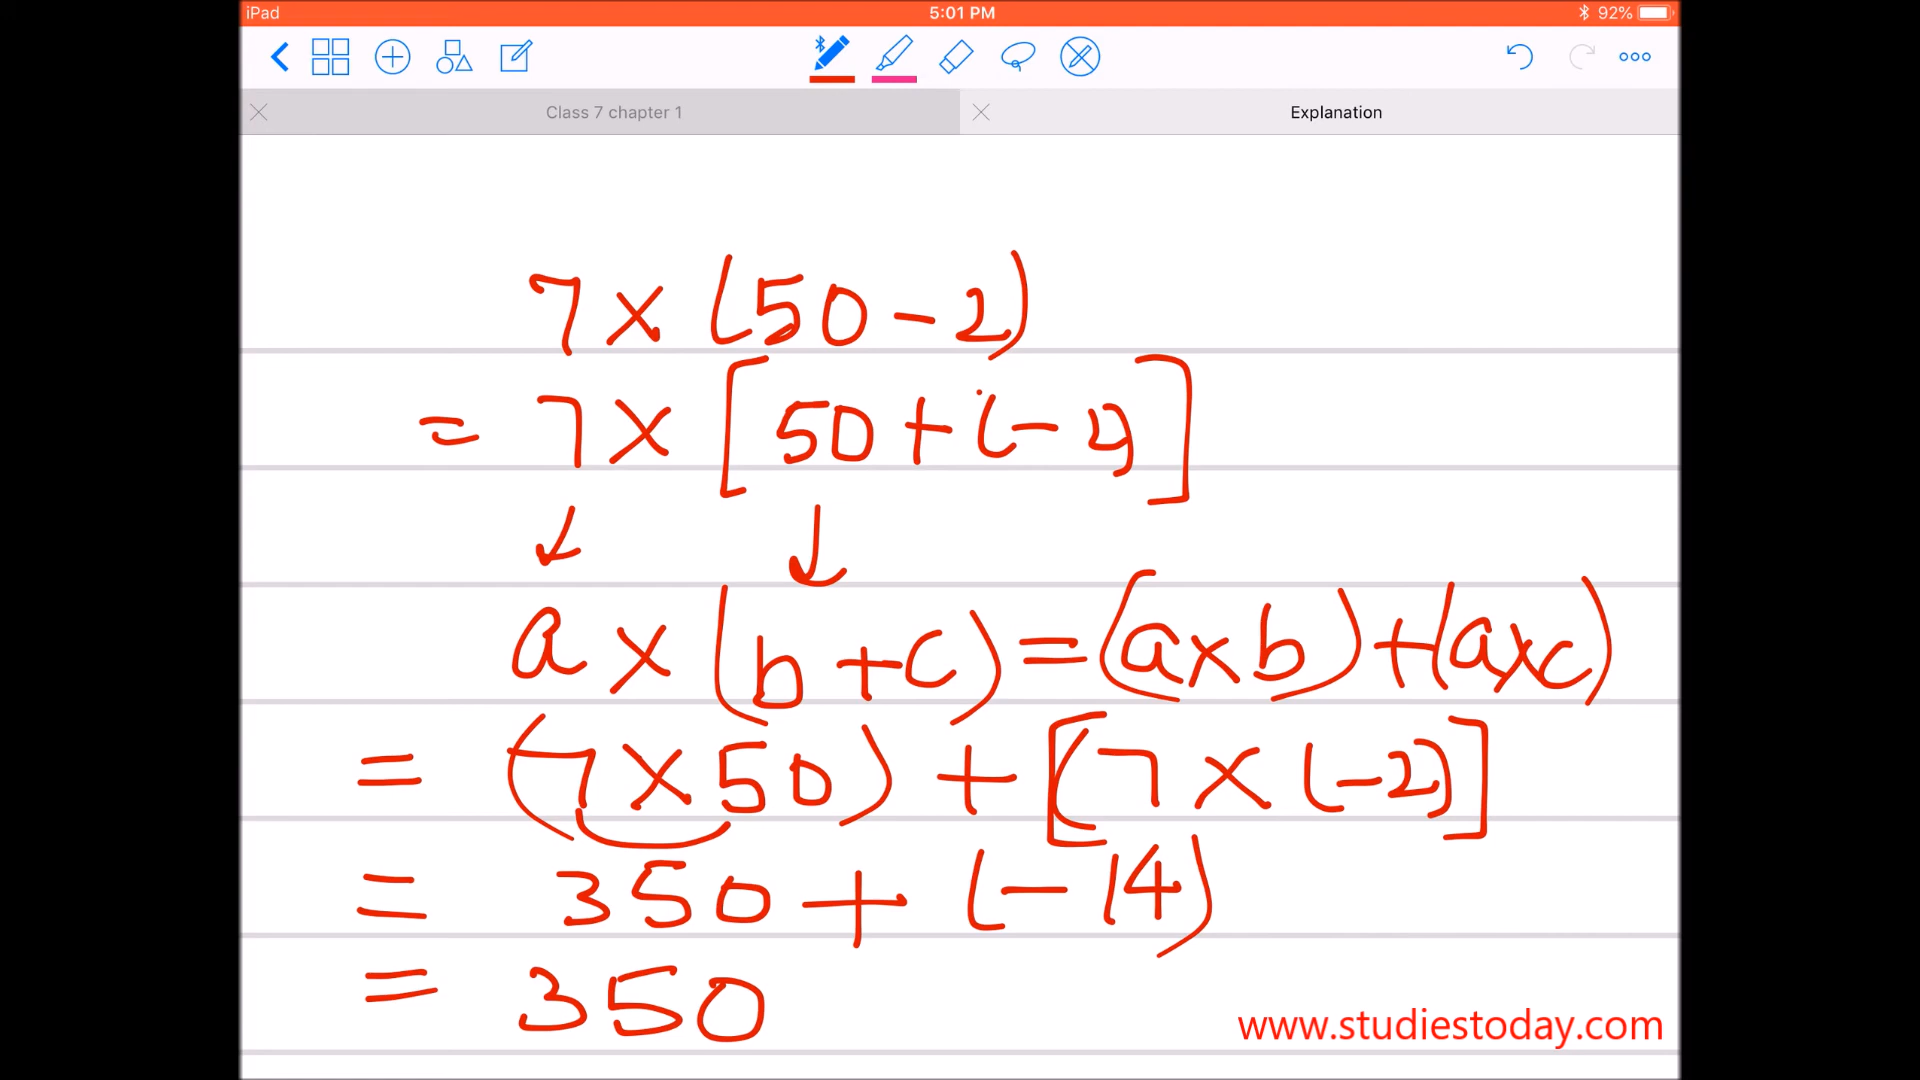 iPad 5:01 PM 92%
Class 7 chapter 1 Explanation
7 × (50 - 2)
= 7 × [50 + (-2)]
a × (b + c) = (a × b) + (a × c)
= (7 × 50) + [(7 × (-2)]
= 350 + (-14)
= 350
www.studiestoday.com